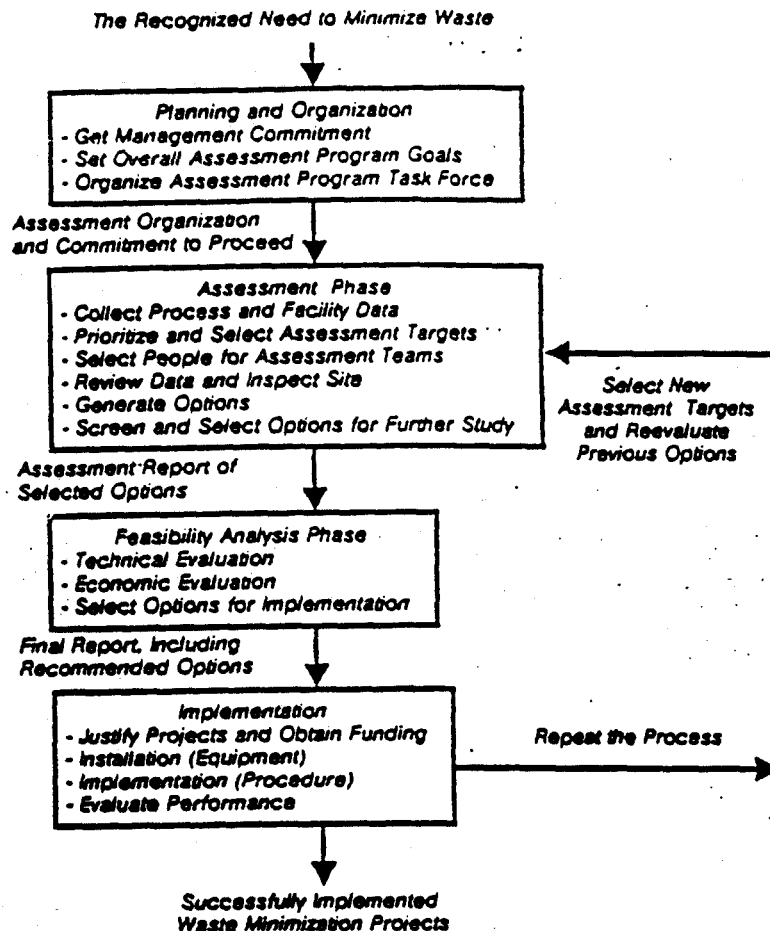 The Recognized Need to Minimize Waste
Planning and Organization
- Get Management Commitment
- Set Overall Assessment Program Goals
- Organize Assessment Program Task Force
Assessment Organization
and Commitment to Proceed
Assessment Phase
- Collect Process and Facility Data
- Prioritize and Select Assessment Targets
- Select People for Assessment Teams
- Review Data and Inspect Site
- Generate Options
- Screen and Select Options for Further Study
Select New
Assessment Targets
and Reevaluate
Previous Options
Assessment Report of
Selected Options
Feasibility Analysis Phase
- Technical Evaluation
- Economic Evaluation
- Select Options for Implementation
Final Report, Including
Recommended Options
Implementation
- Justify Projects and Obtain Funding
- Installation (Equipment)
- Implementation (Procedure)
- Evaluate Performance
Repeat the Process
Successfully Implemented
Waste Minimization Projects